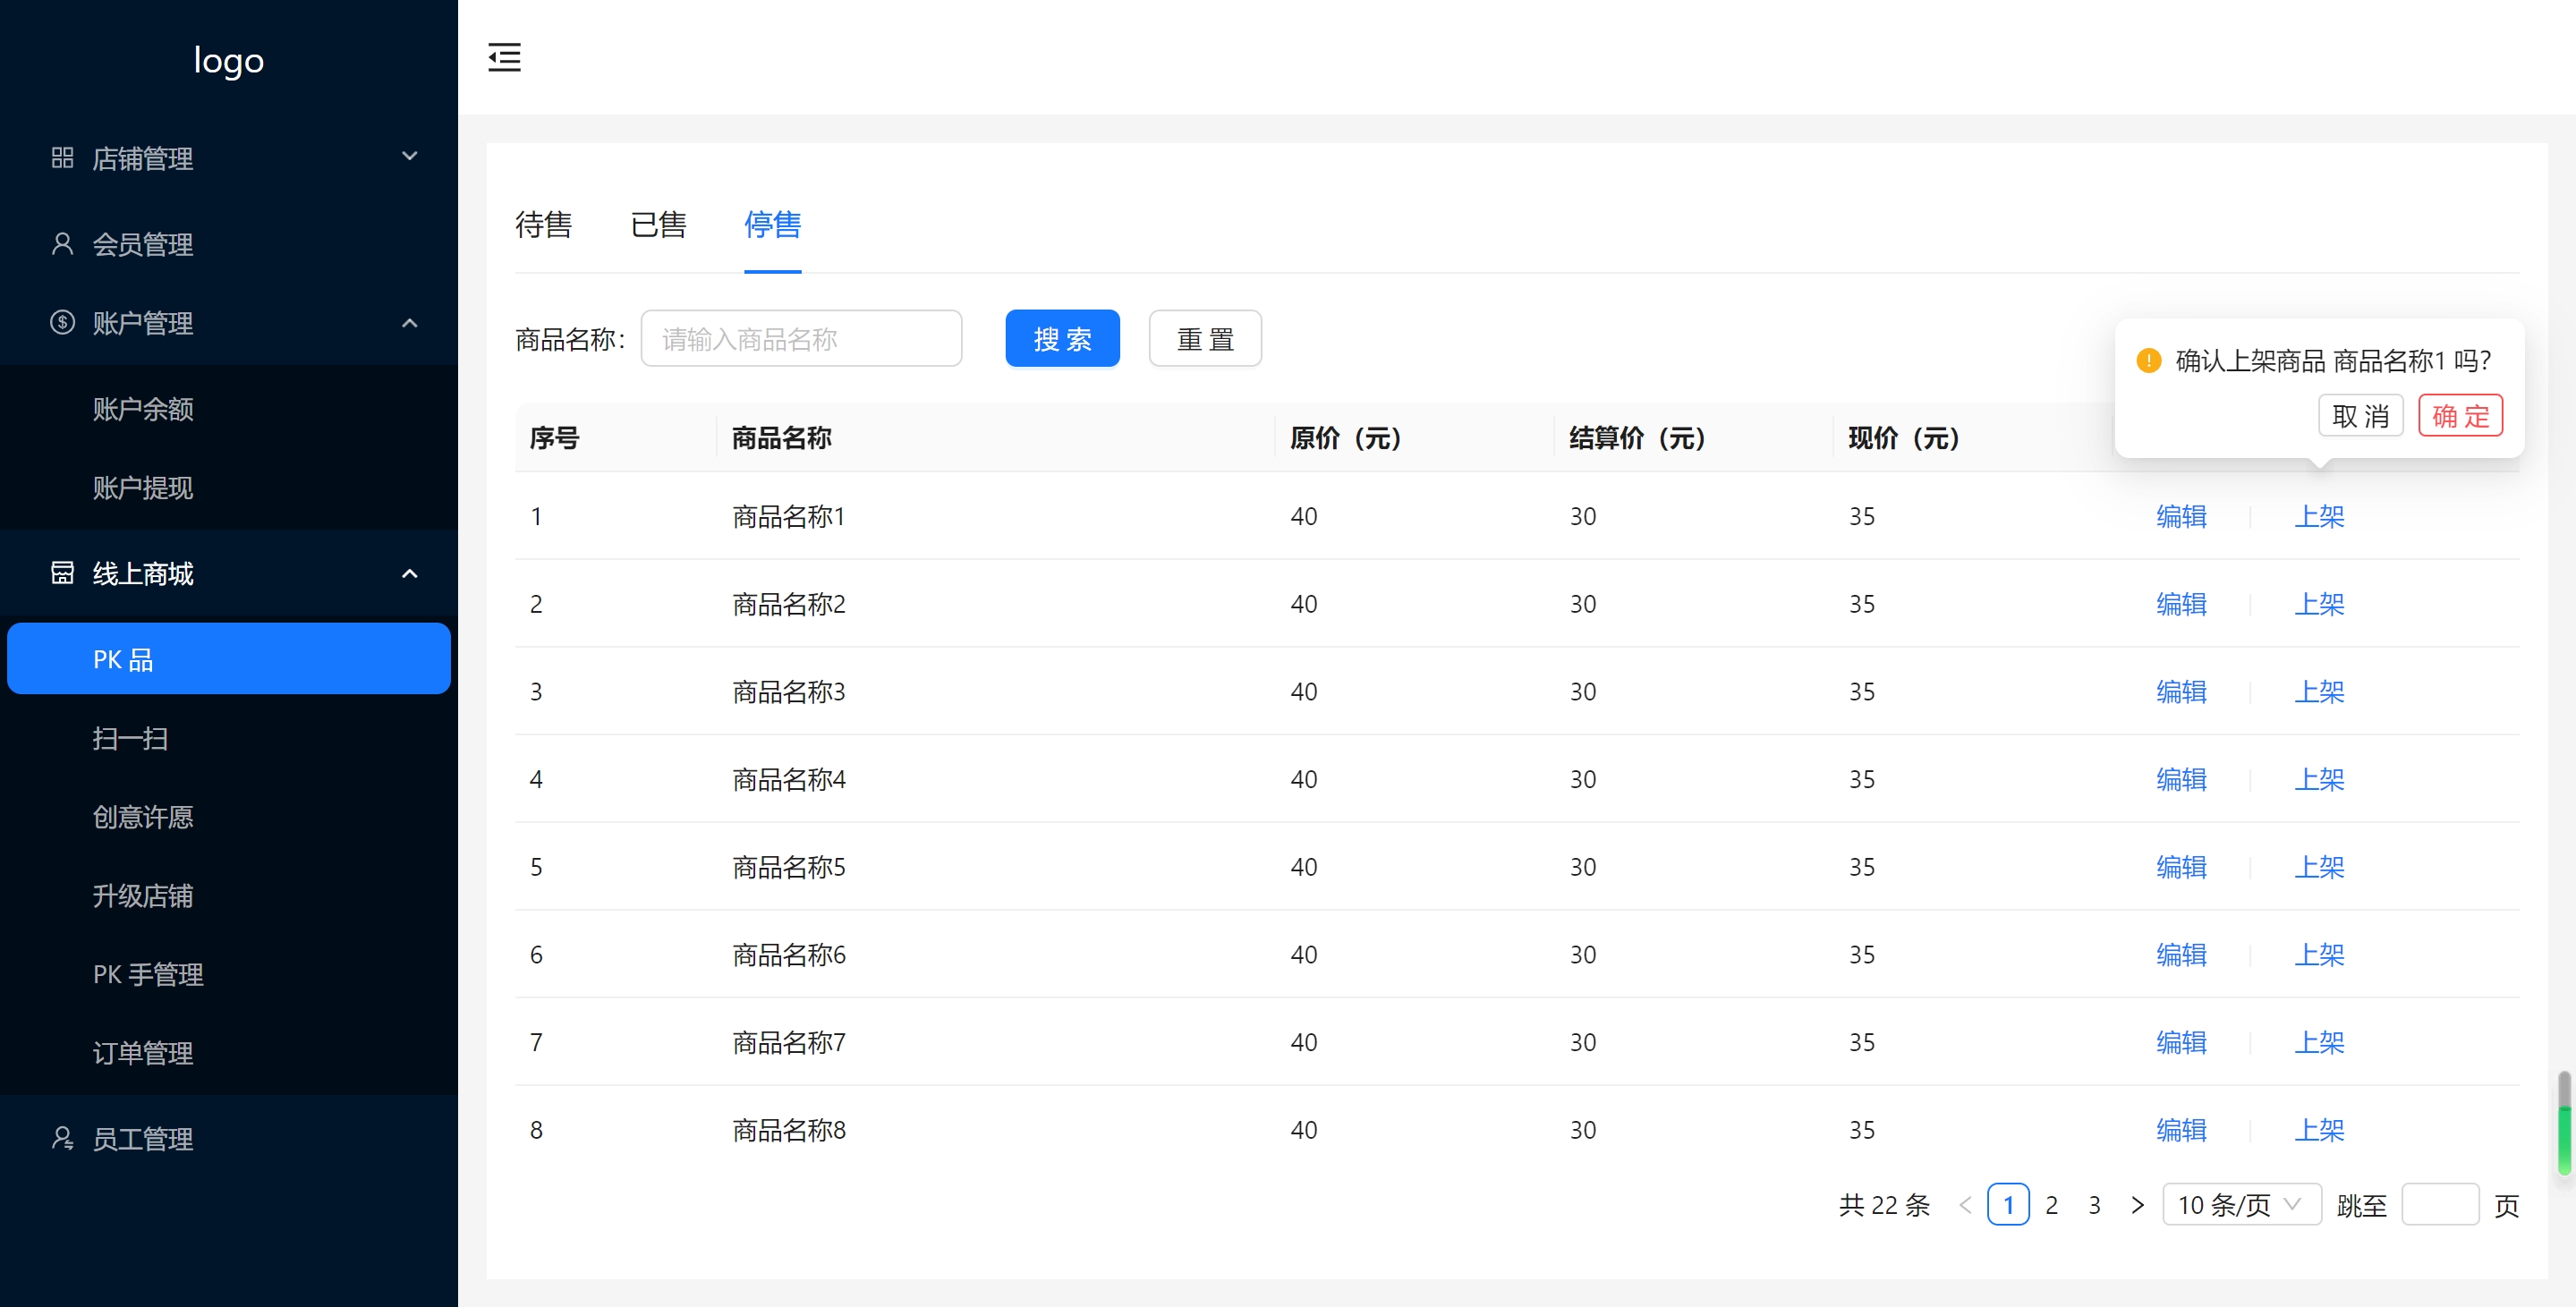 logo
店铺管理
会员管理
账户管理
账户余额
账户提现
线上商城
PK 品
扫一扫
创意许愿
升级店铺
PK 手管理
订单管理
员工管理
待售 已售 停售
商品名称: 请输入商品名称 搜 索 重 置
确认上架商品 商品名称1 吗?
取 消 确 定
序号 商品名称 原价（元） 结算价（元） 现价（元）
1 商品名称1 40 30 35 编辑 上架
2 商品名称2 40 30 35 编辑 上架
3 商品名称3 40 30 35 编辑 上架
4 商品名称4 40 30 35 编辑 上架
5 商品名称5 40 30 35 编辑 上架
6 商品名称6 40 30 35 编辑 上架
7 商品名称7 40 30 35 编辑 上架
8 商品名称8 40 30 35 编辑 上架
共 22 条 < 1 2 3 > 10 条/页 跳至 页